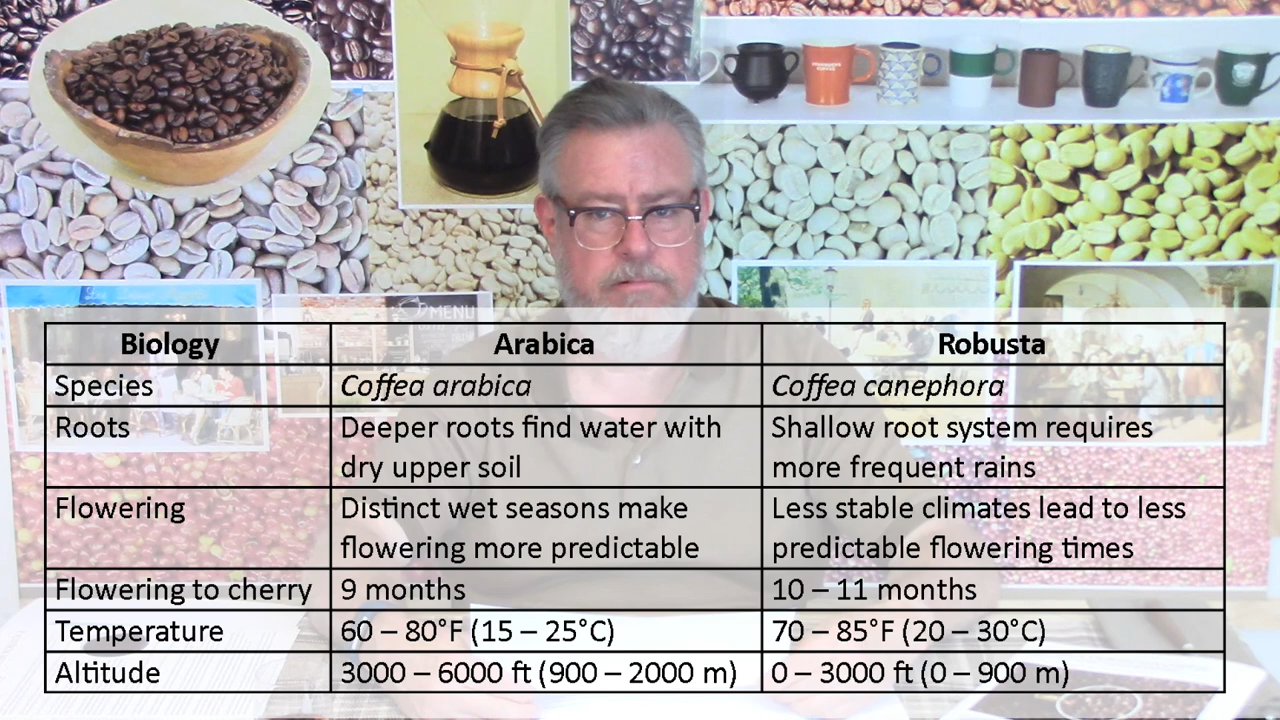 MENU
Biology Arabica Robusta
Species Coffea arabica Coffea canephora
Roots Deeper roots find water with Shallow root system requires
dry upper soil more frequent rains
Flowering Distinct wet seasons make Less stable climates lead to less
flowering more predictable predictable flowering times
Flowering to cherry 9 months 10 – 11 months
Temperature 60 – 80°F (15 – 25°C) 70 – 85°F (20 – 30°C)
Altitude 3000 – 6000 ft (900 – 2000 m) 0 – 3000 ft (0 – 900 m)